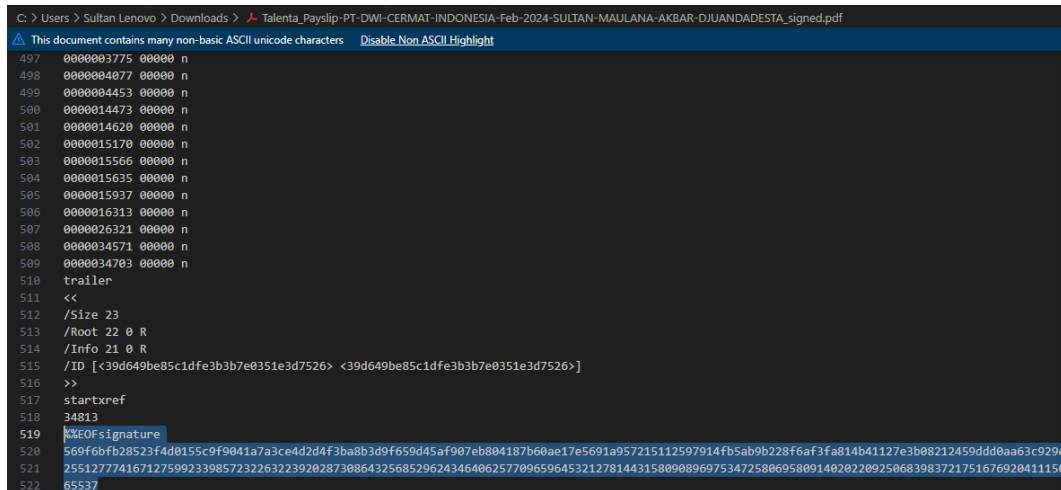 C: > Users > Sultan Lenovo > Downloads > Talenta_Payslip-PT-DWI-CERMAT-INDONESIA-Feb-2024-SULTAN-MAULANA-AKBAR-DJUANDADESTA_signed.pdf
This document contains many non-basic ASCII unicode characters Disable Non ASCII Highlight
497 0000003775 00000 n
498 0000004077 00000 n
499 0000004453 00000 n
500 0000014473 00000 n
501 0000014620 00000 n
502 0000015170 00000 n
503 0000015566 00000 n
504 0000015635 00000 n
505 0000015937 00000 n
506 0000016313 00000 n
507 0000026321 00000 n
508 0000034571 00000 n
509 0000034703 00000 n
510 trailer
511 <<
512 /Size 23
513 /Root 22 0 R
514 /Info 21 0 R
515 /ID [<39d649be85c1dfe3b3b7e0351e3d7526> <39d649be85c1dfe3b3b7e0351e3d7526>]
516 >>
517 startxref
518 34813
519 %%EOFsignature
520 569f6bfb28523f4d0155c9f9041a7a3ce4d2d4f3ba8b3d9f659d45af907eb804187b60ae17e5691a957215112597914fb5ab9b228f6af3fa814b41127e3b08212459ddd0aa63c929
521 255127774167127599233985723226322392028730864325685296243464062577096596453212781443158090896975347258069580914020220925068398372175167692041115
522 65537